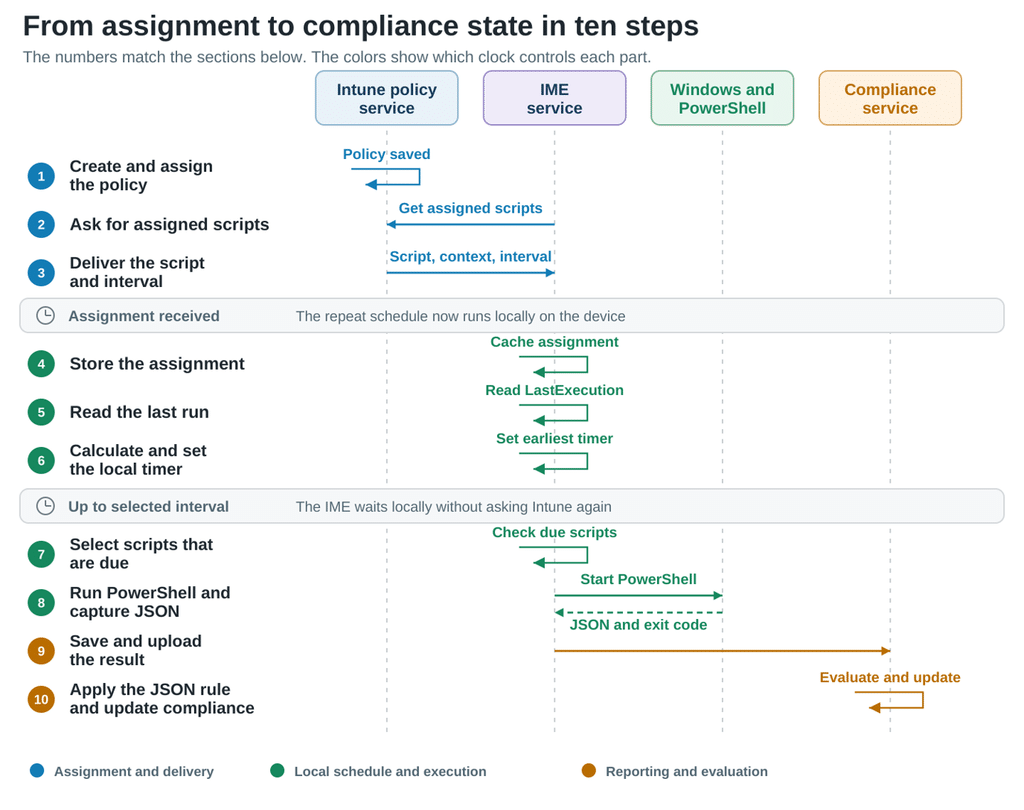 From assignment to compliance state in ten steps
The numbers match the sections below. The colors show which clock controls each part.
Intune policy
service
IME
service
Windows and
PowerShell
Compliance
service
1
Create and assign
the policy
Policy saved
2
Ask for assigned scripts
Get assigned scripts
3
Deliver the script
and interval
Script, context, interval
Assignment received
The repeat schedule now runs locally on the device
4
Store the assignment
Cache assignment
5
Read the last run
Read LastExecution
6
Calculate and set
the local timer
Set earliest timer
Up to selected interval
The IME waits locally without asking Intune again
7
Select scripts that
are due
Check due scripts
8
Run PowerShell and
capture JSON
Start PowerShell
JSON and exit code
9
Save and upload
the result
10
Apply the JSON rule
and update compliance
Evaluate and update
Assignment and delivery
Local schedule and execution
Reporting and evaluation